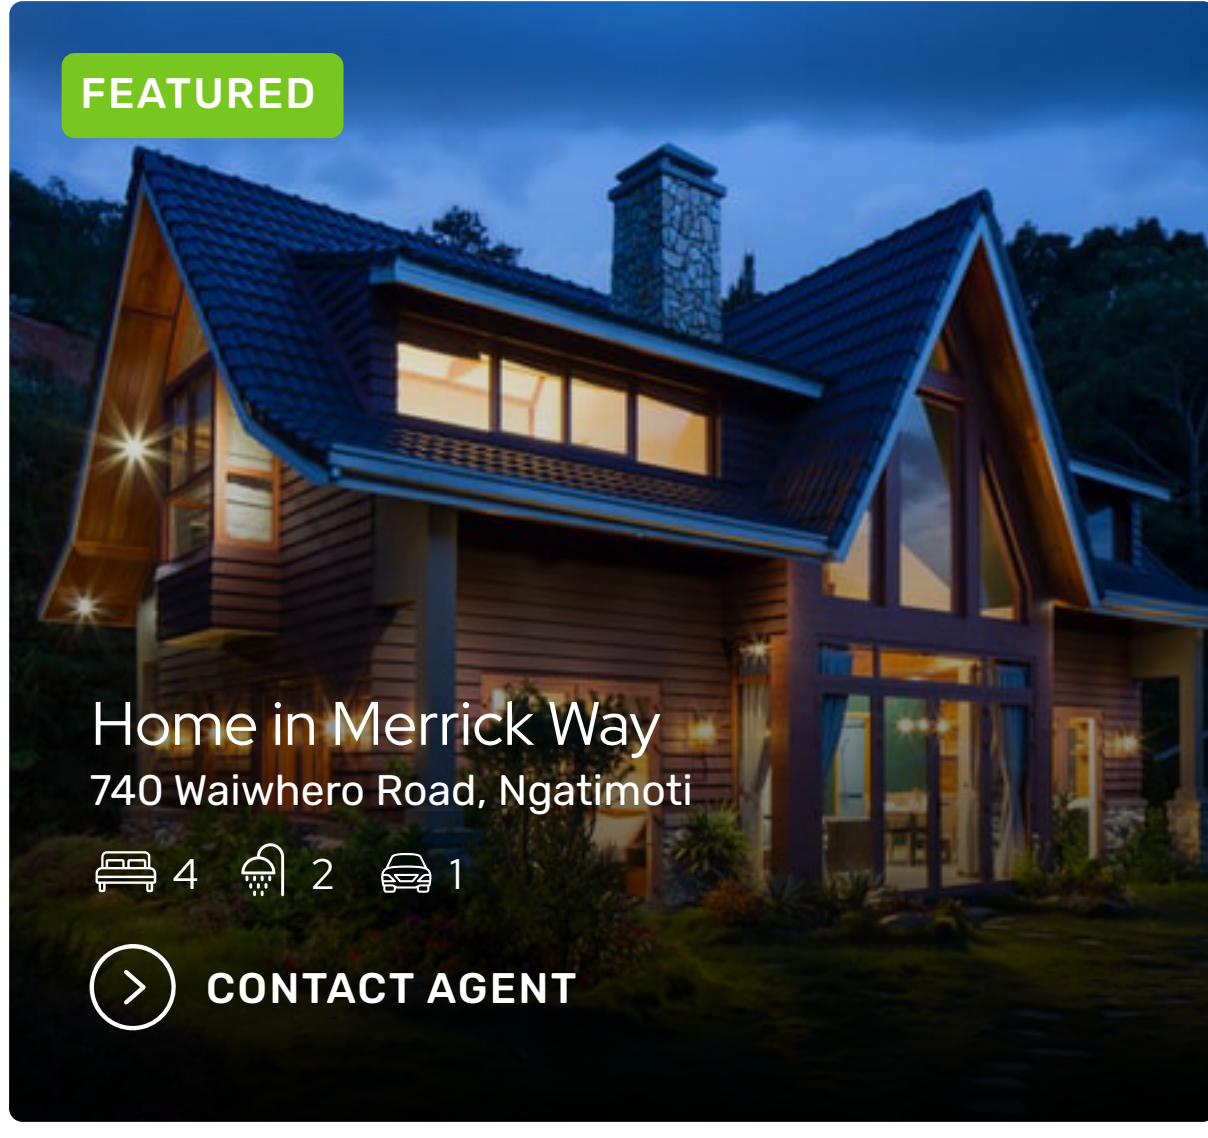 FEATURED
Home in Merrick Way
740 Waiwhero Road, Ngatimoti
4 2 1
CONTACT AGENT